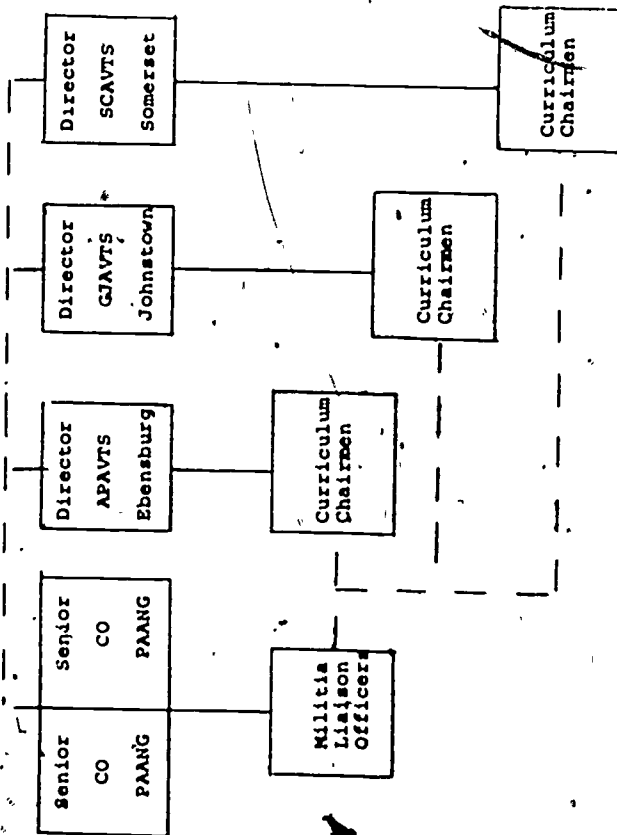 Senior
CO
PAANG
Senior
CO
PAANG
Director
APAVTS
Ebensburg
Director
GJAVTS
Johnstown
Director
SCAVTS
Somerset
Militia
Liaison
Officers
Curriculum
Chairmen
Curriculum
Chairmen
Curriculum
Chairmen